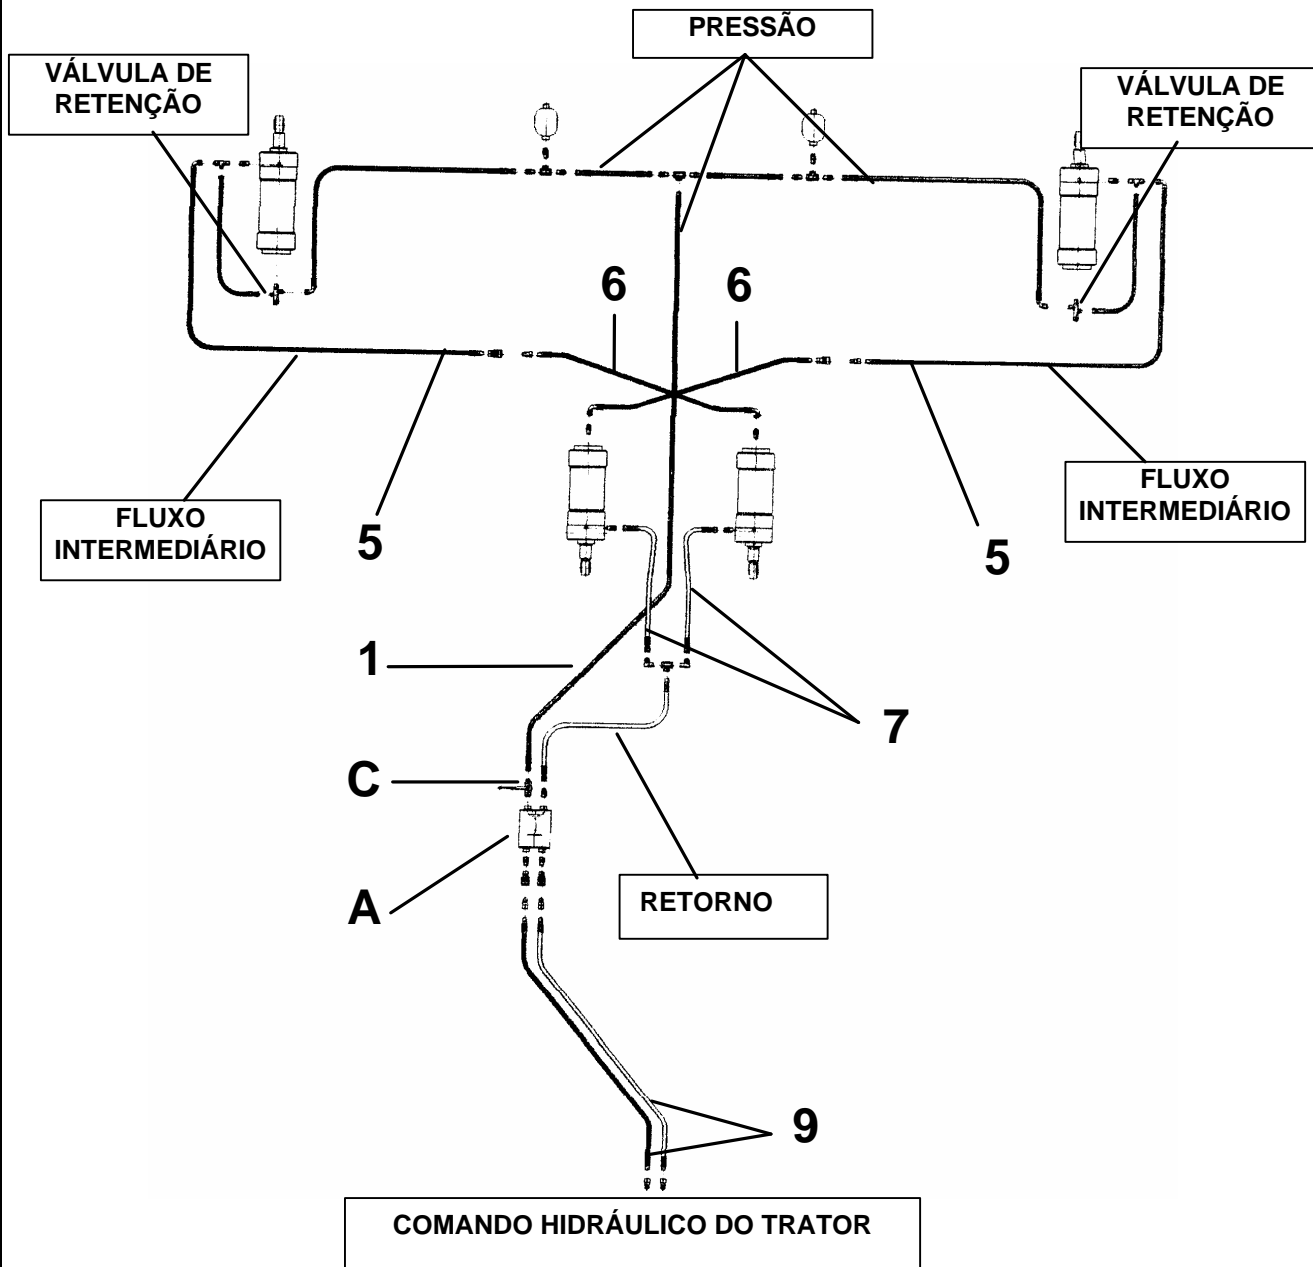 PRESSÃO
VÁLVULA DE
RETENÇÃO
VÁLVULA DE
RETENÇÃO
6
6
FLUXO
INTERMEDIÁRIO
5
5
FLUXO
INTERMEDIÁRIO
1
7
C
A
RETORNO
9
COMANDO HIDRÁULICO DO TRATOR